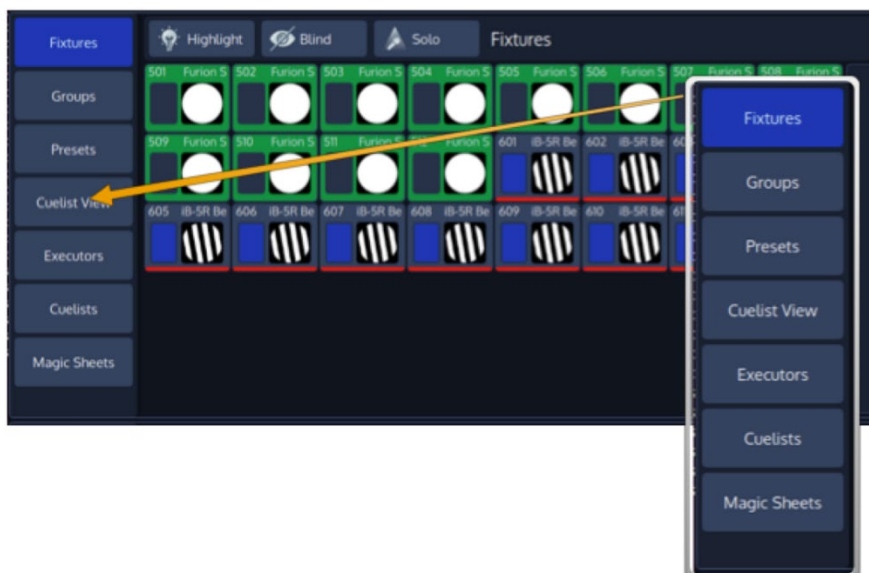 Fixtures
Highlight
Blind
Solo
Fixtures
Groups
Presets
Cuelist View
Executors
Cuelists
Magic Sheets
501 Furion S
502 Furion S
503 Furion S
504 Furion S
505 Furion S
506 Furion S
507 Furion S
508 Furion S
509 Furion S
510 Furion S
511 Furion S
Furion S
601 iB-5R Be
602 iB-5R Be
605 iB-5R Be
606 iB-5R Be
607 iB-5R Be
608 iB-5R Be
609 iB-5R Be
610 iB-5R Be
Fixtures
Groups
Presets
Cuelist View
Executors
Cuelists
Magic Sheets